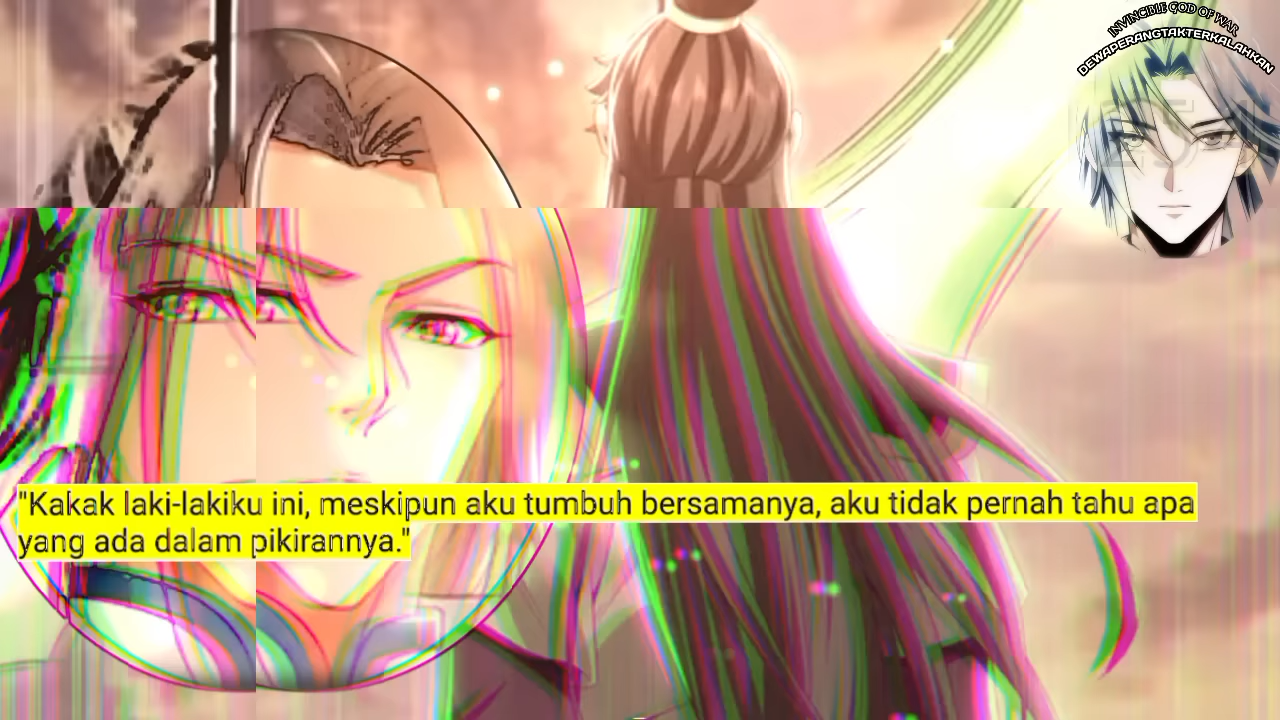 INVINCIBLE GOD OF WAR
DEWAPERANGTAKTERKALAHKAN
"Kakak laki-lakiku ini, meskipun aku tumbuh bersamanya, aku tidak pernah tahu apa
yang ada dalam pikirannya."